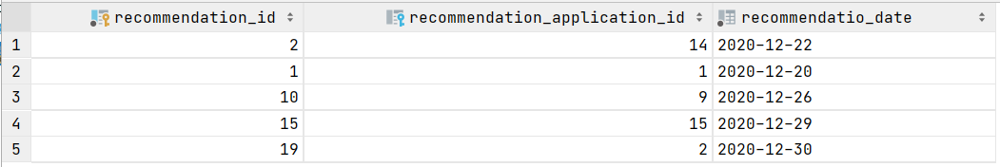 recommendation_id recommendation_application_id recommendatio_date
1 2 14 2020-12-22
2 1 1 2020-12-20
3 10 9 2020-12-26
4 15 15 2020-12-29
5 19 2 2020-12-30